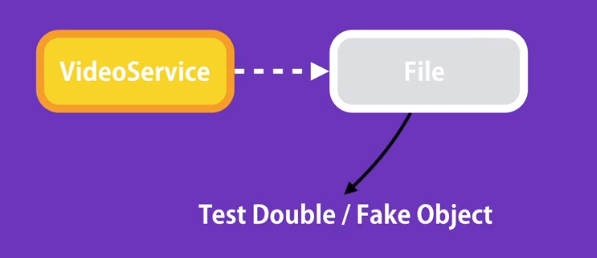 VideoService
File
Test Double / Fake Object